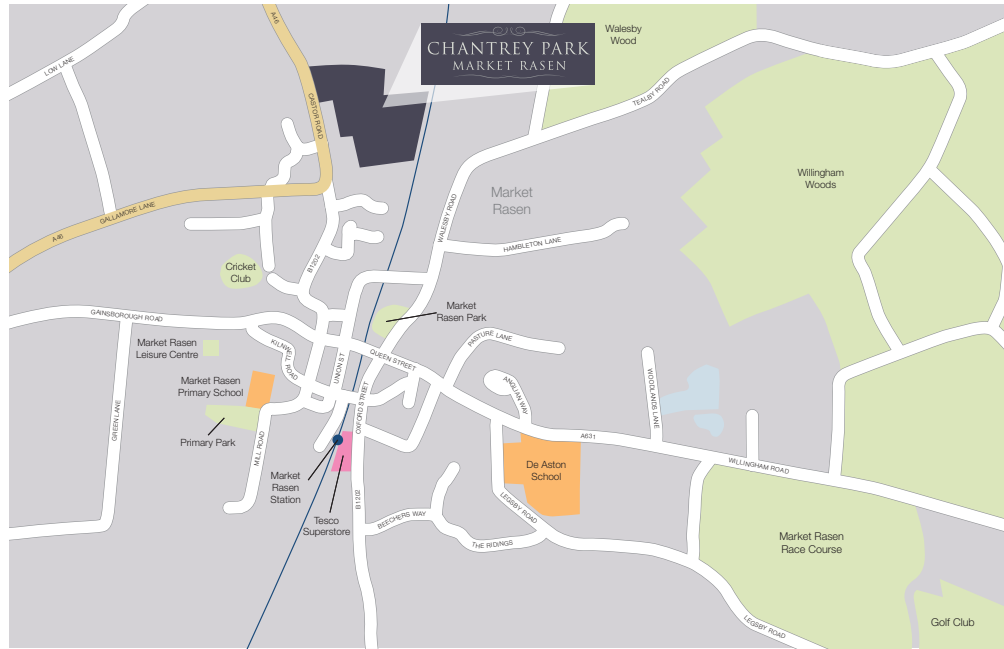 A46
CHANTREY PARK
MARKET RASEN
Walesby
Wood
LOW LANE
CASTOR ROAD
TEALBY ROAD
Willingham
Woods
Market
Rasen
GALLAMORE LANE
A46
WALESBY ROAD
HAMBLETON LANE
B1202
Cricket
Club
GAINSBOROUGH ROAD
Market
Rasen Park
Market Rasen
Leisure Centre
KILNWELL ROAD
UNION ST
QUEEN STREET
PASTURE LANE
Market Rasen
Primary School
OXFORD STREET
ANGLIAN WAY
WOODLANDS LANE
GREEN LANE
Primary Park
MILL ROAD
A631
WILLINGHAM ROAD
De Aston
School
Market
Rasen
Station
B1202
LEGSBY ROAD
Tesco
Superstore
BEECHERS WAY
THE RIDINGS
Market Rasen
Race Course
LEGSBY ROAD
Golf Club